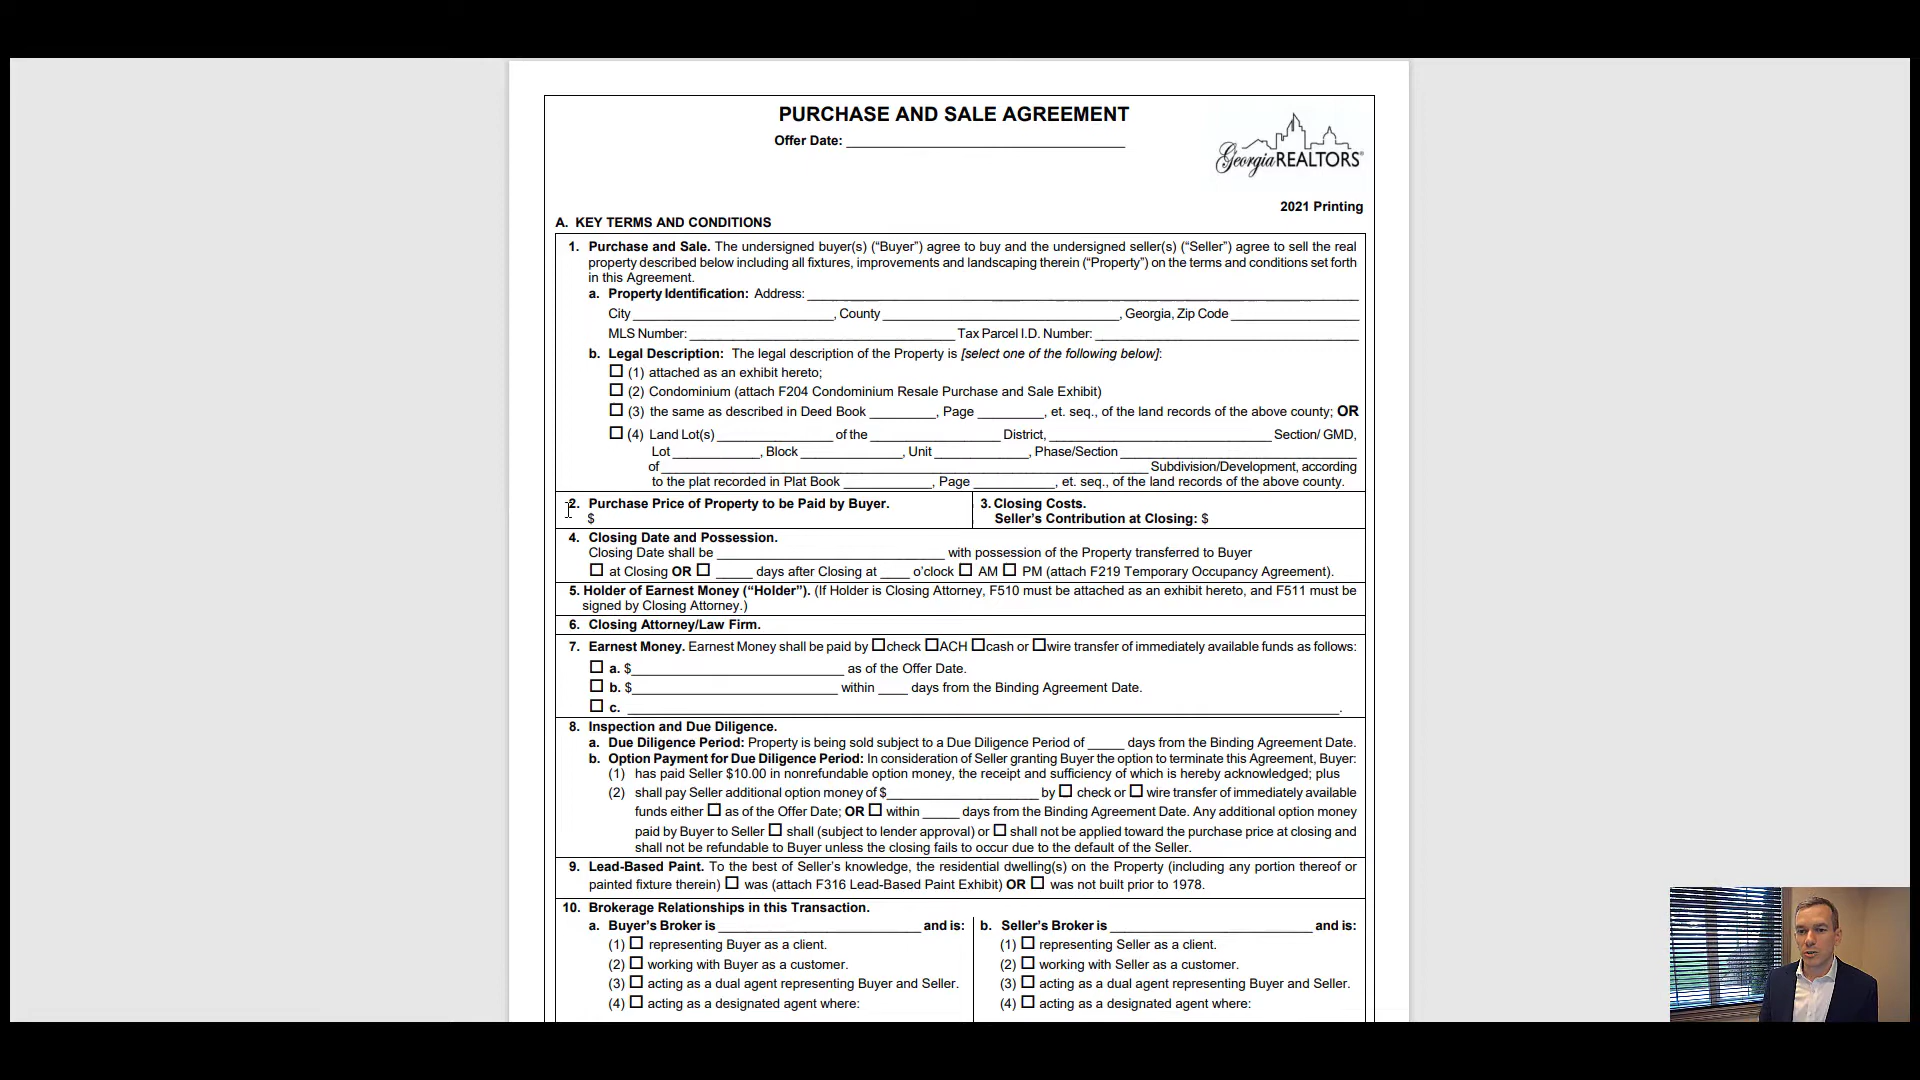 PURCHASE AND SALE AGREEMENT
Offer Date: ____________________
Georgia REALTORS®
2021 Printing
A. KEY TERMS AND CONDITIONS
1. Purchase and Sale. The undersigned buyer(s) (“Buyer”) agree to buy and the undersigned seller(s) (“Seller”) agree to sell the real
property described below including all fixtures, improvements and landscaping therein (“Property”) on the terms and conditions set forth
in this Agreement.
a. Property Identification: Address: ____________________
City ____________________, County ____________________, Georgia, Zip Code ____________________
MLS Number: ____________________ Tax Parcel I.D. Number: ____________________
b. Legal Description: The legal description of the Property is [select one of the following below]:
☐ (1) attached as an exhibit hereto;
☐ (2) Condominium (attach F204 Condominium Resale Purchase and Sale Exhibit)
☐ (3) the same as described in Deed Book _________, Page _________, et. seq., of the land records of the above county; OR
☐ (4) Land Lot(s) _______________ of the _________________ District, ____________________ Section/ GMD,
Lot ____________, Block ______________, Unit _____________, Phase/Section ____________________
of ____________________ Subdivision/Development, according
to the plat recorded in Plat Book ____________, Page ___________, et. seq., of the land records of the above county.
2. Purchase Price of Property to be Paid by Buyer.
$
3. Closing Costs.
Seller’s Contribution at Closing: $
4. Closing Date and Possession.
Closing Date shall be ____________________ with possession of the Property transferred to Buyer
☐ at Closing OR ☐ _____ days after Closing at ____ o’clock ☐ AM ☐ PM (attach F219 Temporary Occupancy Agreement).
5. Holder of Earnest Money (“Holder”). (If Holder is Closing Attorney, F510 must be attached as an exhibit hereto, and F511 must be
signed by Closing Attorney.)
6. Closing Attorney/Law Firm.
7. Earnest Money. Earnest Money shall be paid by ☐check ☐ACH ☐cash or ☐wire transfer of immediately available funds as follows:
☐ a. $____________________ as of the Offer Date.
☐ b. $____________________ within ____ days from the Binding Agreement Date.
☐ c. ____________________.
8. Inspection and Due Diligence.
a. Due Diligence Period: Property is being sold subject to a Due Diligence Period of _____ days from the Binding Agreement Date.
b. Option Payment for Due Diligence Period: In consideration of Seller granting Buyer the option to terminate this Agreement, Buyer:
(1) has paid Seller $10.00 in nonrefundable option money, the receipt and sufficiency of which is hereby acknowledged; plus
(2) shall pay Seller additional option money of $____________________ by ☐ check or ☐ wire transfer of immediately available
funds either ☐ as of the Offer Date; OR ☐ within _____ days from the Binding Agreement Date. Any additional option money
paid by Buyer to Seller ☐ shall (subject to lender approval) or ☐ shall not be applied toward the purchase price at closing and
shall not be refundable to Buyer unless the closing fails to occur due to the default of the Seller.
9. Lead-Based Paint. To the best of Seller’s knowledge, the residential dwelling(s) on the Property (including any portion thereof or
painted fixture therein) ☐ was (attach F316 Lead-Based Paint Exhibit) OR ☐ was not built prior to 1978.
10. Brokerage Relationships in this Transaction.
a. Buyer’s Broker is ____________________ and is:
(1) ☐ representing Buyer as a client.
(2) ☐ working with Buyer as a customer.
(3) ☐ acting as a dual agent representing Buyer and Seller.
(4) ☐ acting as a designated agent where:
b. Seller’s Broker is ____________________ and is:
(1) ☐ representing Seller as a client.
(2) ☐ working with Seller as a customer.
(3) ☐ acting as a dual agent representing Buyer and Seller.
(4) ☐ acting as a designated agent where: